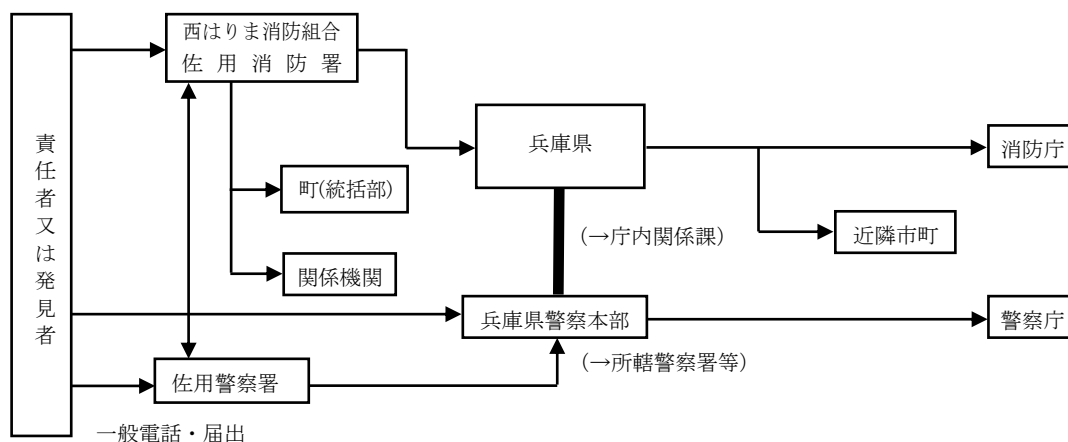 西はりま消防組合
佐用消防署
責任者又は発見者
兵庫県
消防庁
町(統括部)
(→庁内関係課)
近隣市町
関係機関
兵庫県警察本部
警察庁
(→所轄警察署等)
佐用警察署
一般電話・届出